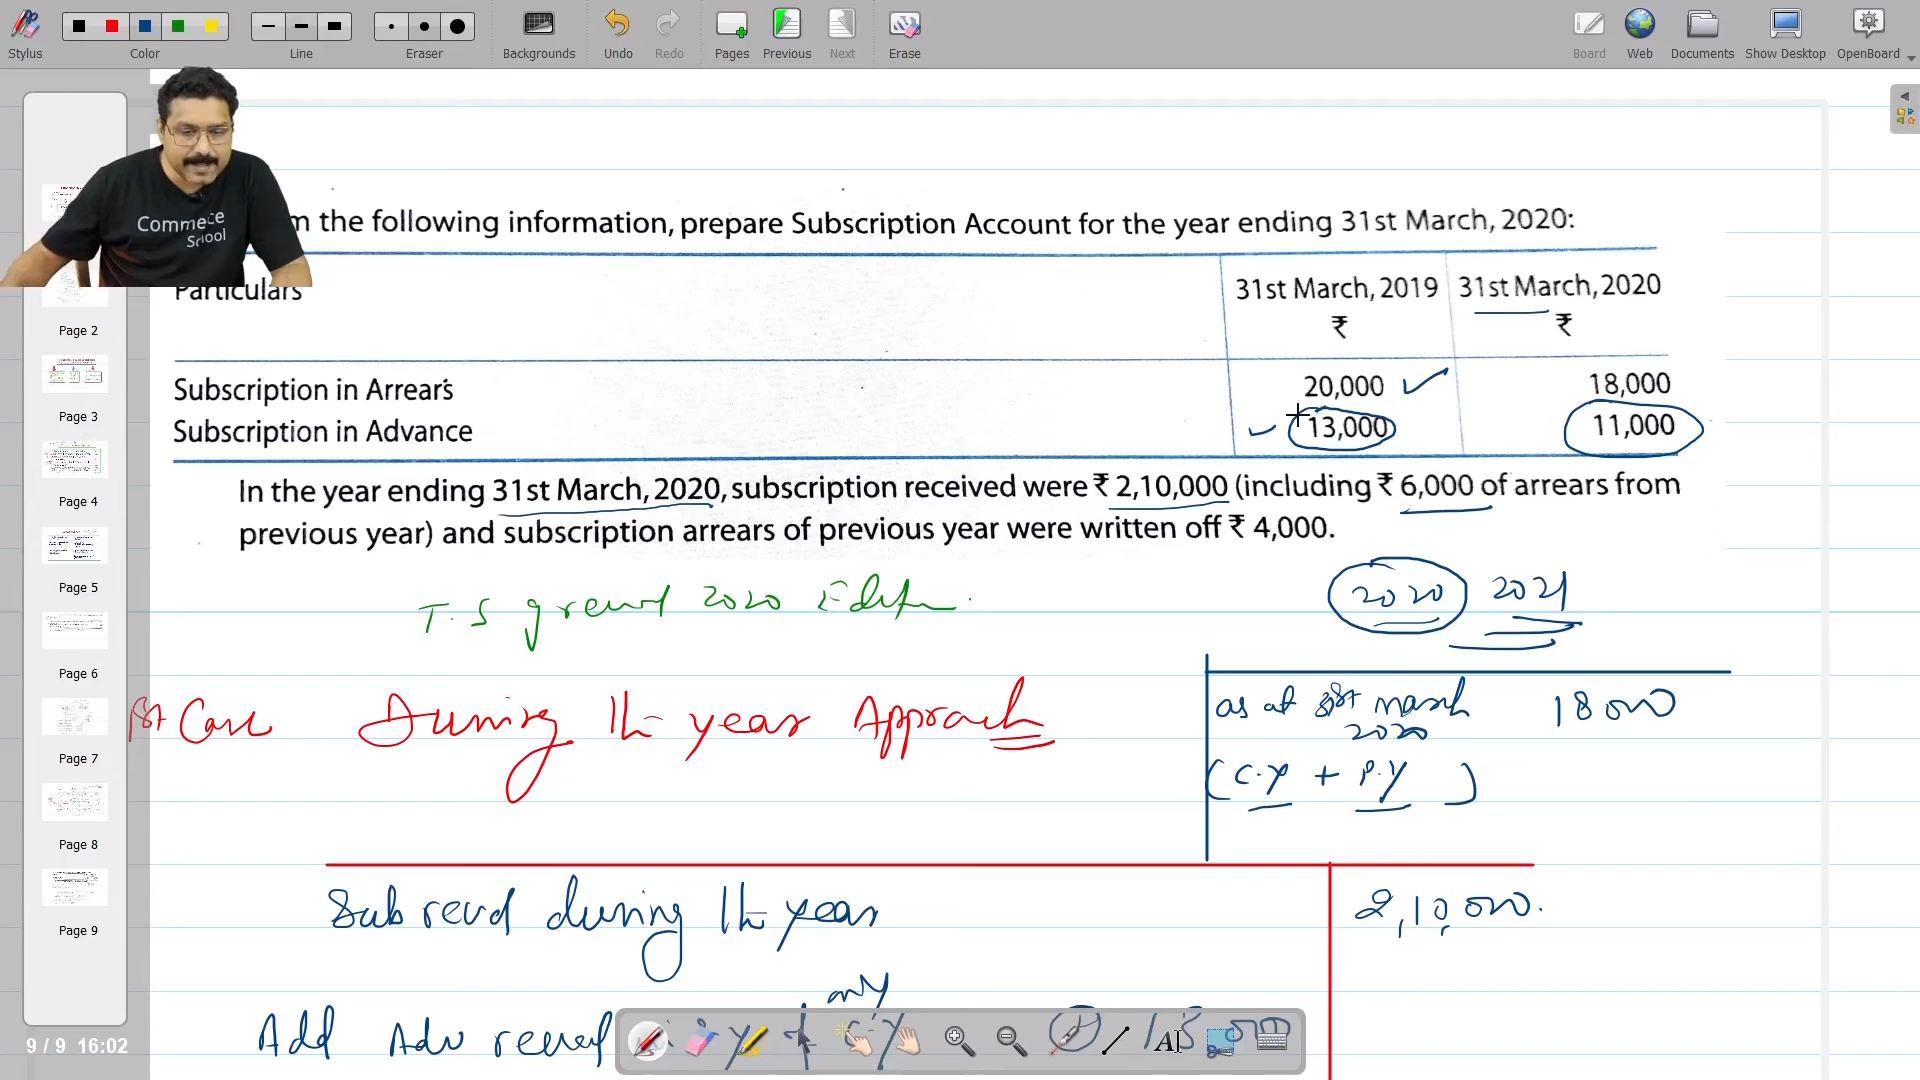 Stylus
Color
Line
Eraser
Backgrounds
Undo
Redo
Pages
Previous
Next
Erase
Board
Web
Documents
Show Desktop
OpenBoard
Commece
School
m the following information, prepare Subscription Account for the year ending 31st March, 2020:
Particulars
31st March, 2019
₹
31st March, 2020
₹
Subscription in Arrears 20,000 18,000
Subscription in Advance 13,000 11,000
In the year ending 31st March, 2020, subscription received were ₹ 2,10,000 (including ₹ 6,000 of arrears from
previous year) and subscription arrears of previous year were written off ₹ 4,000.
T.S grewal 2020 Edition
2020 2021
1st Case During the year Approach
as at 31st march 18000
2020
(C.Y + P.Y)
Sub recvd during the year 2,10,000.
only
Add Adv
Page 2
Page 3
Page 4
Page 5
Page 6
Page 7
Page 8
Page 9
9 / 9 16:02